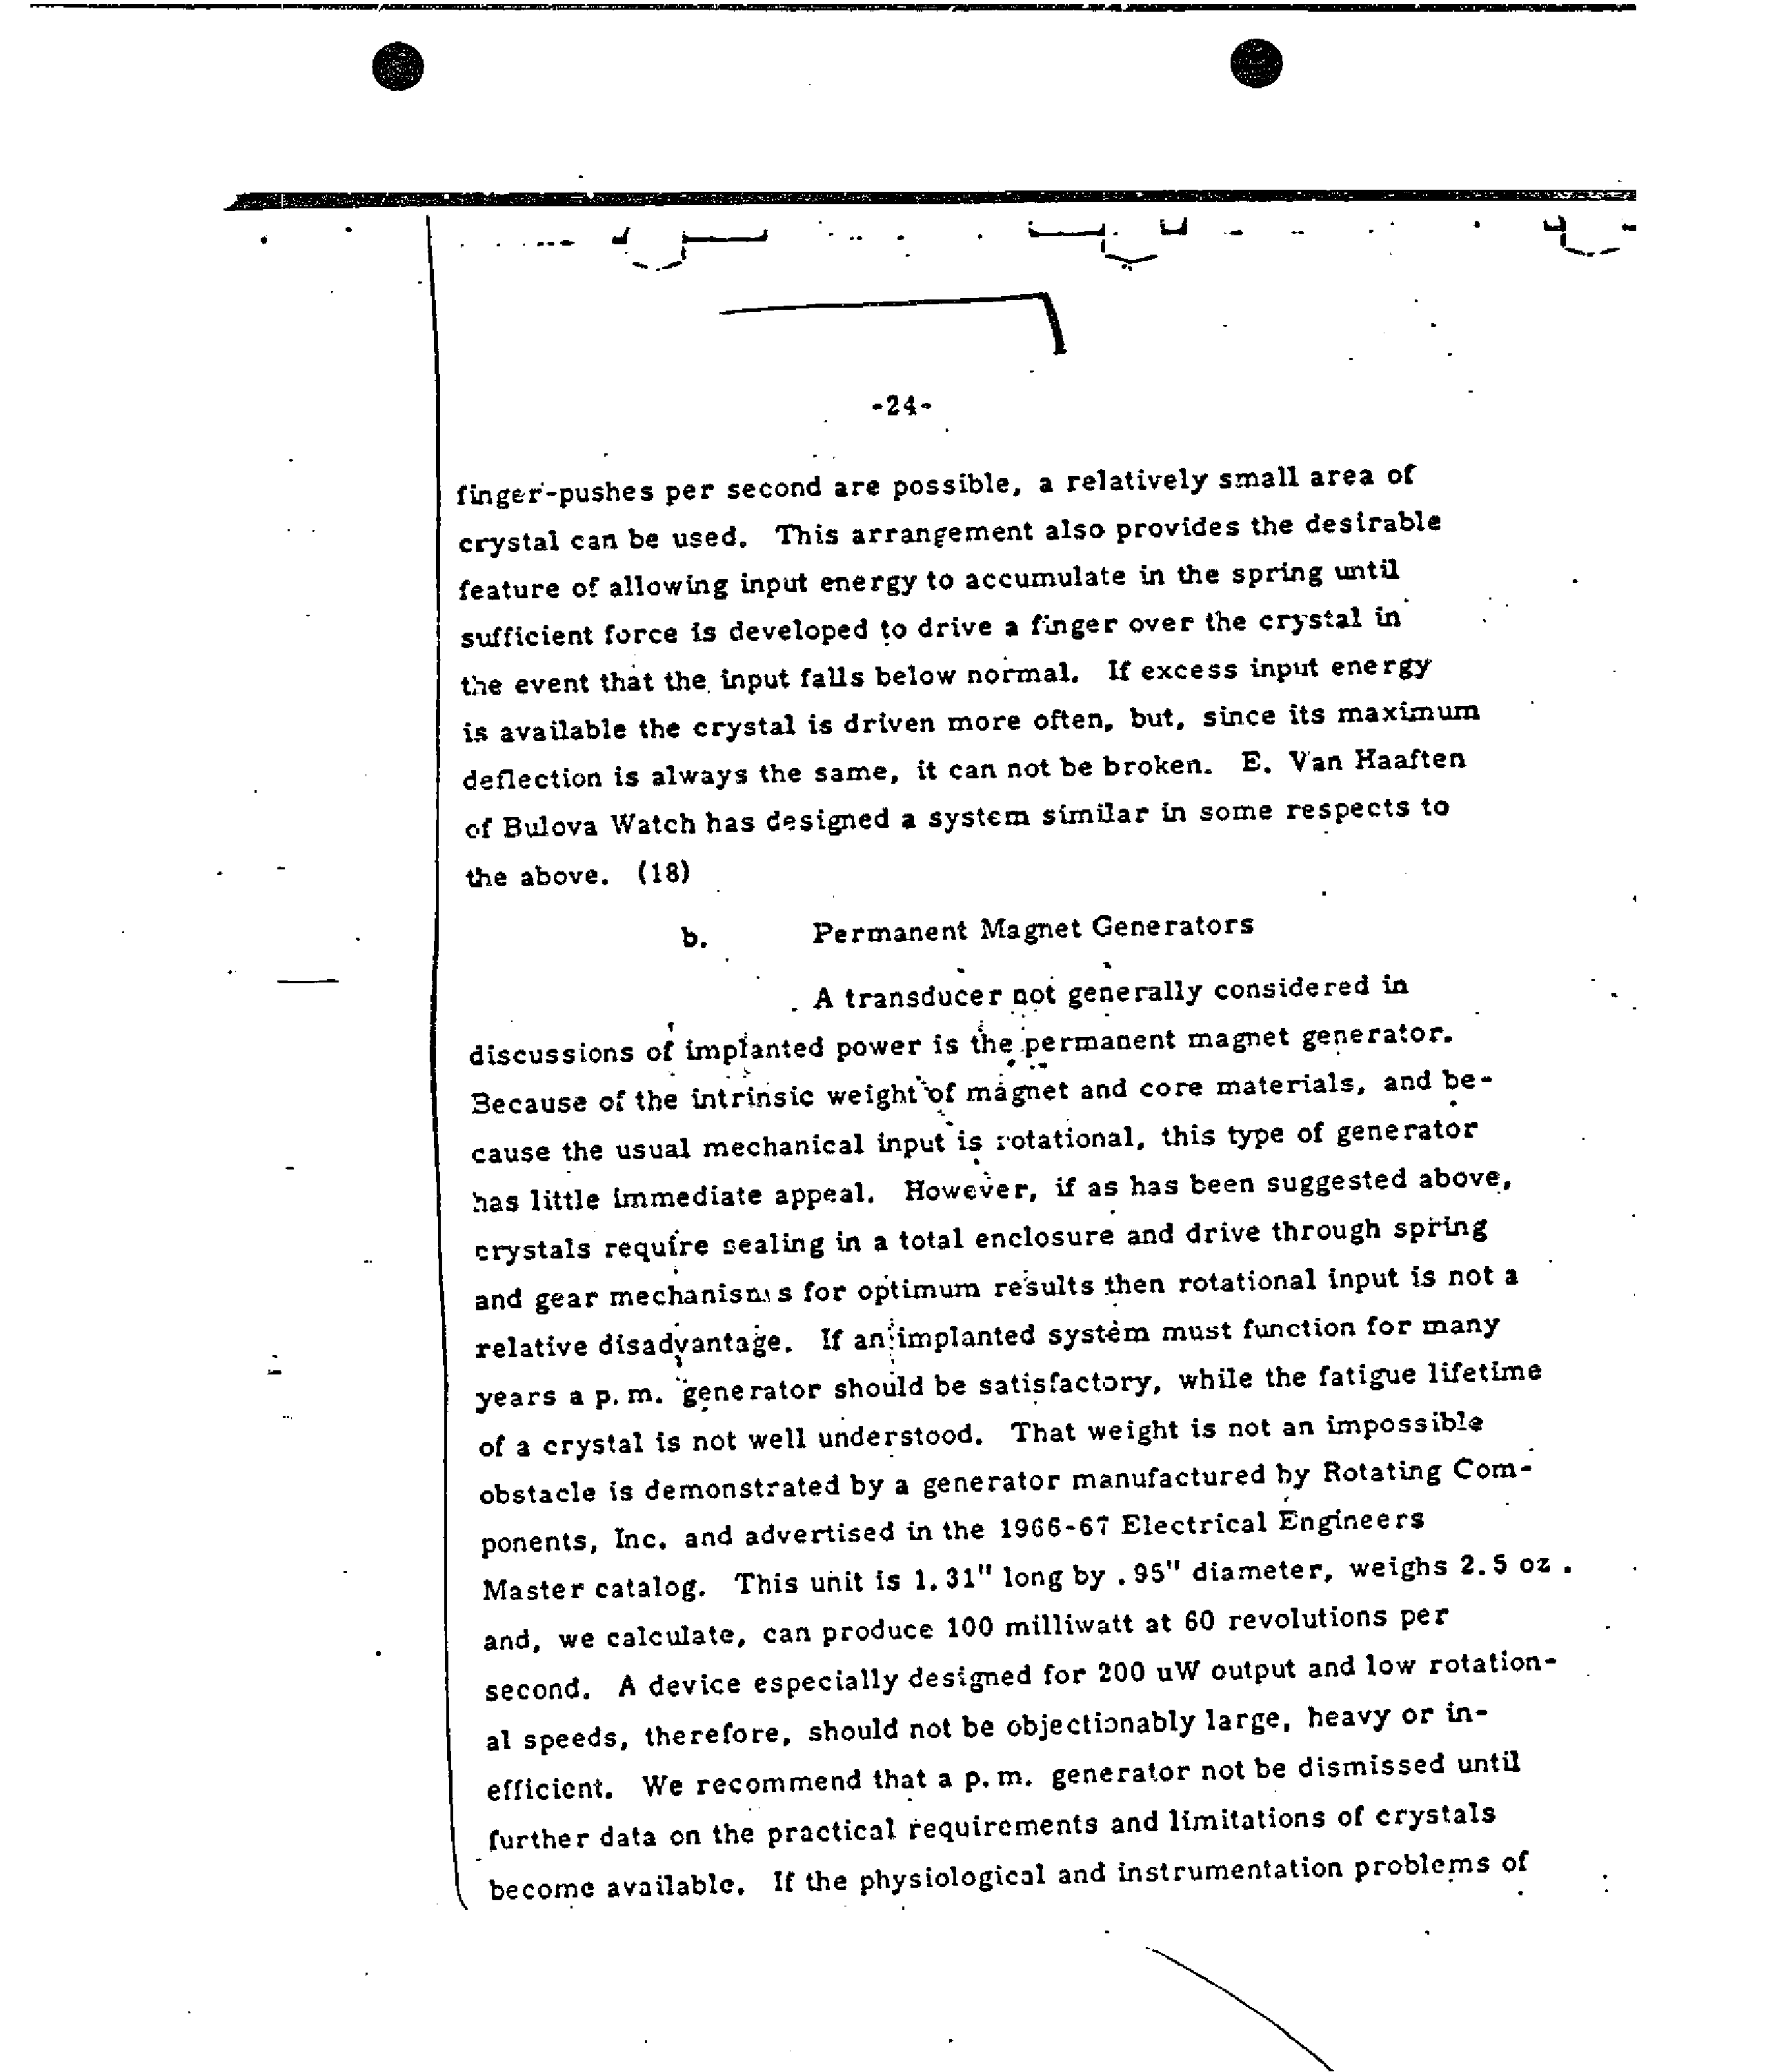 -24-
finger-pushes per second are possible, a relatively small area of
crystal can be used. This arrangement also provides the desirable
feature of allowing input energy to accumulate in the spring until
sufficient force is developed to drive a finger over the crystal in
the event that the input falls below normal. If excess input energy
is available the crystal is driven more often, but, since its maximum
deflection is always the same, it can not be broken. E. Van Haaften
of Bulova Watch has designed a system similar in some respects to
the above. (18)
b. Permanent Magnet Generators
A transducer not generally considered in
discussions of implanted power is the permanent magnet generator.
Because of the intrinsic weight of magnet and core materials, and be-
cause the usual mechanical input is rotational, this type of generator
has little immediate appeal. However, if as has been suggested above,
crystals require sealing in a total enclosure and drive through spring
and gear mechanisms for optimum results then rotational input is not a
relative disadvantage. If an implanted system must function for many
years a p. m. generator should be satisfactory, while the fatigue lifetime
of a crystal is not well understood. That weight is not an impossible
obstacle is demonstrated by a generator manufactured by Rotating Com-
ponents, Inc. and advertised in the 1966-67 Electrical Engineers
Master catalog. This unit is 1.31" long by .95" diameter, weighs 2.5 oz.
and, we calculate, can produce 100 milliwatt at 60 revolutions per
second. A device especially designed for 200 uW output and low rotation-
al speeds, therefore, should not be objectionably large, heavy or in-
efficient. We recommend that a p. m. generator not be dismissed until
further data on the practical requirements and limitations of crystals
become available. If the physiological and instrumentation problems of